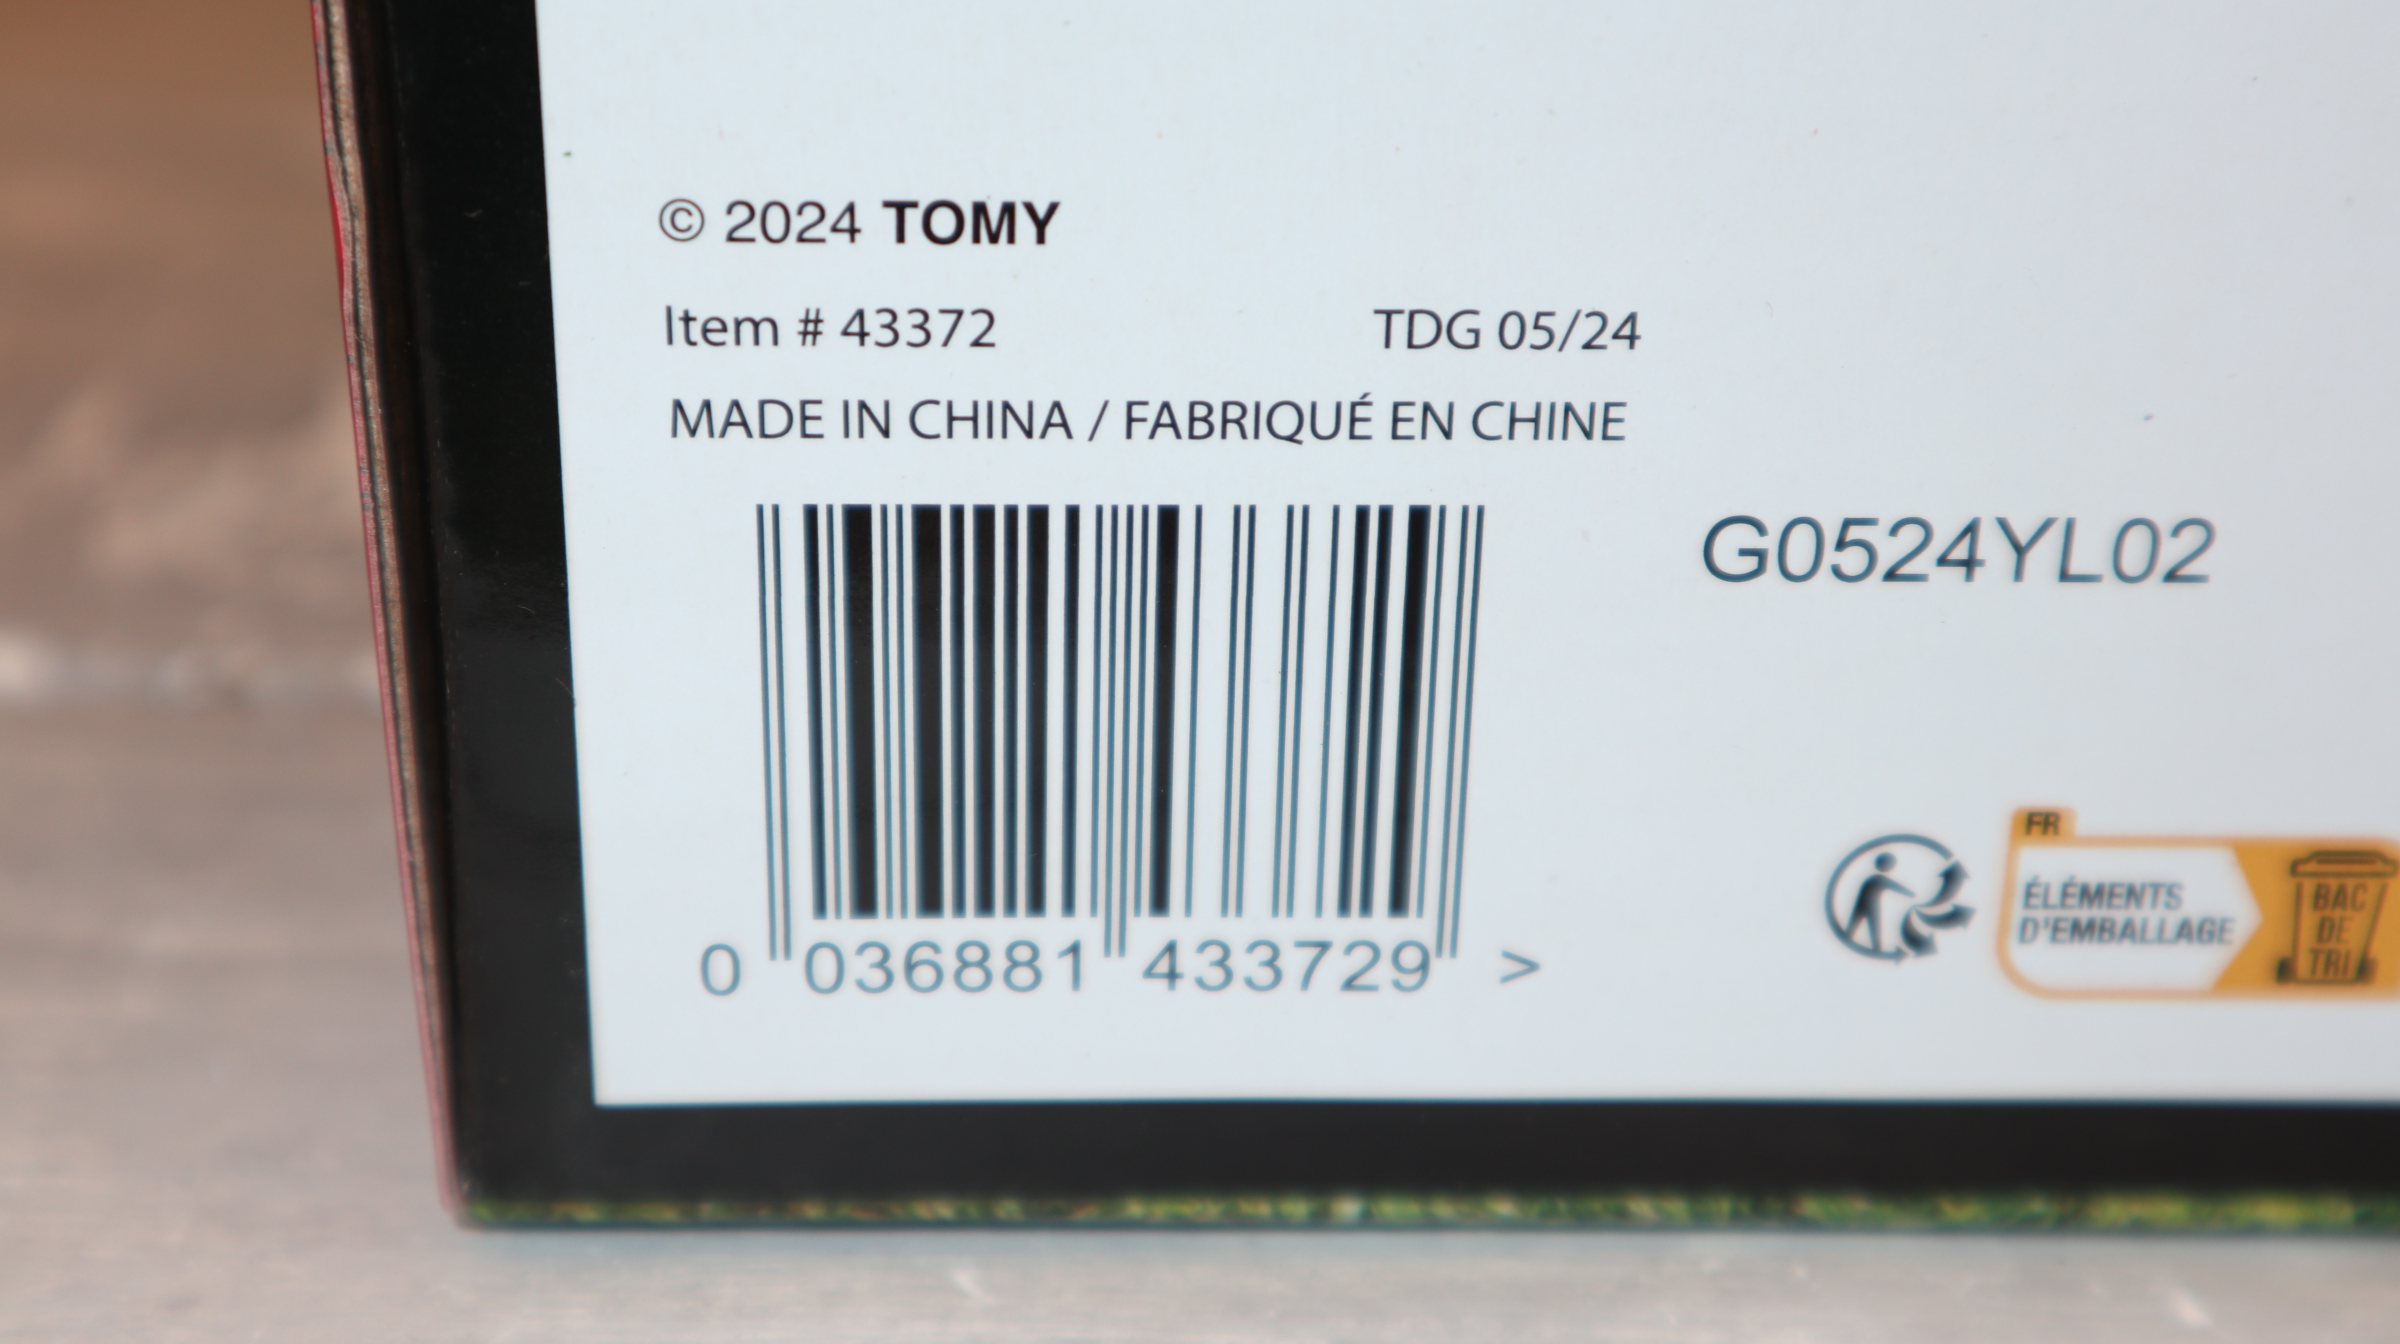 © 2024 TOMY
Item # 43372 TDG 05/24
MADE IN CHINA / FABRIQUÉ EN CHINE
G0524YL02
0 036881 433729 >
FR
ÉLÉMENTS
D'EMBALLAGE
BAC
DE
TRI